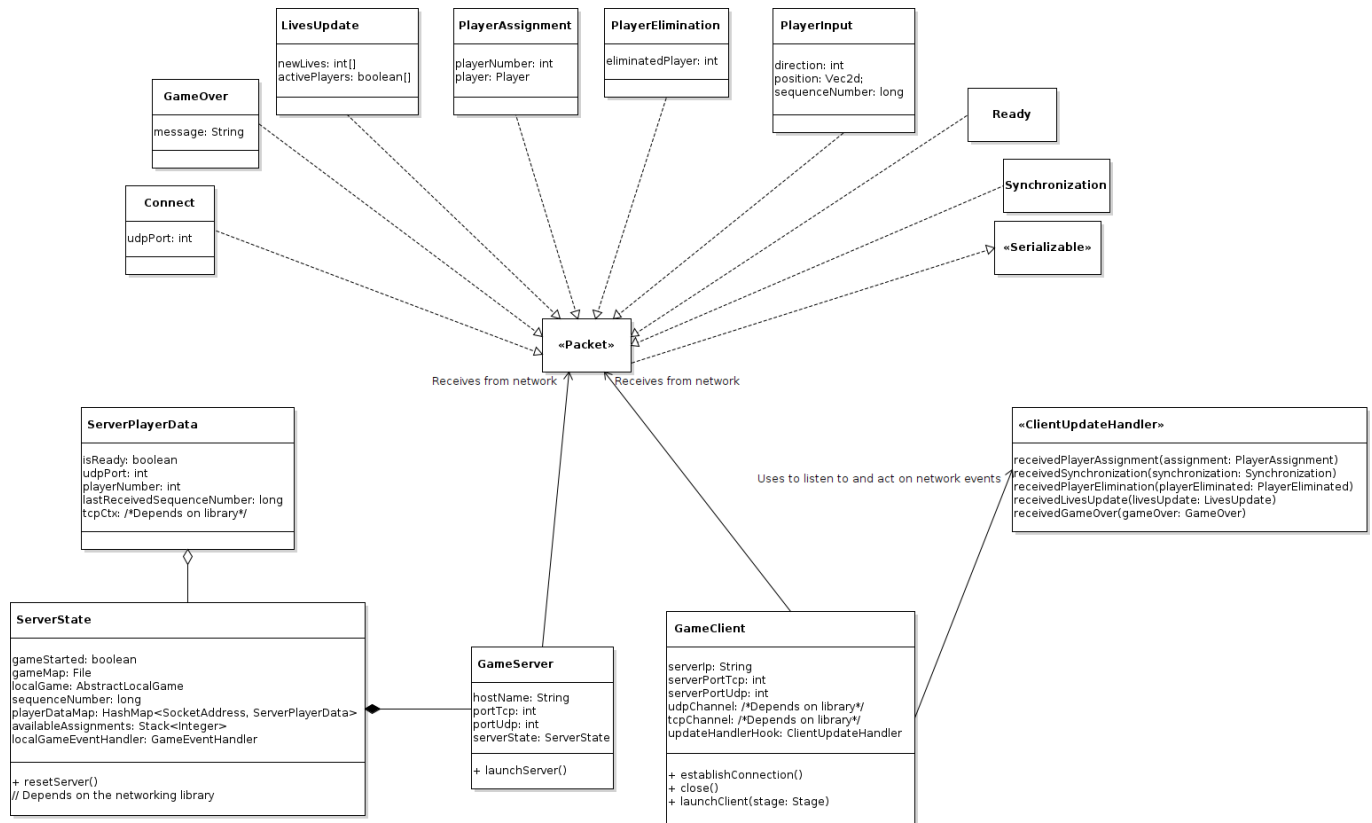 LivesUpdate
newLives: int[]
activePlayers: boolean[]
PlayerAssignment
playerNumber: int
player: Player
PlayerElimination
eliminatedPlayer: int
PlayerInput
direction: int
position: Vec2d;
sequenceNumber: long
GameOver
message: String
Ready
Synchronization
Connect
udpPort: int
«Serializable»
«Packet»
Receives from network
Receives from network
ServerPlayerData
isReady: boolean
udpPort: int
playerNumber: int
lastReceivedSequenceNumber: long
tcpCtx: /*Depends on library*/
«ClientUpdateHandler»
receivedPlayerAssignment(assignment: PlayerAssignment)
receivedSynchronization(synchronization: Synchronization)
receivedPlayerElimination(playerEliminated: PlayerEliminated)
receivedLivesUpdate(livesUpdate: LivesUpdate)
receivedGameOver(gameOver: GameOver)
Uses to listen to and act on network events
ServerState
gameStarted: boolean
gameMap: File
localGame: AbstractLocalGame
sequenceNumber: long
playerDataMap: HashMap<SocketAddress, ServerPlayerData>
availableAssignments: Stack<Integer>
localGameEventHandler: GameEventHandler
+ resetServer()
// Depends on the networking library
GameServer
hostName: String
portTcp: int
portUdp: int
serverState: ServerState
+ launchServer()
GameClient
serverIp: String
serverPortTcp: int
serverPortUdp: int
udpChannel: /*Depends on library*/
tcpChannel: /*Depends on library*/
updateHandlerHook: ClientUpdateHandler
+ establishConnection()
+ close()
+ launchClient(stage: Stage)